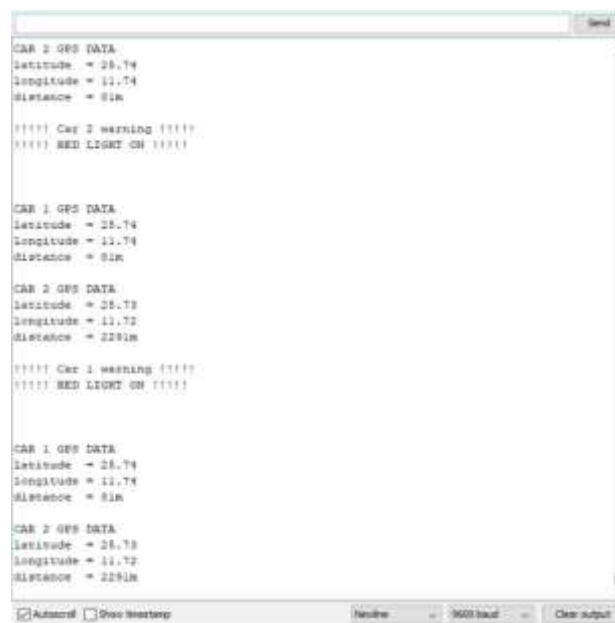 Send
CAR 2 GPS DATA
latitude = 28.74
longitude = 11.74
distance = 81m
!!!!! Car 2 warning !!!!!
!!!!! RED LIGHT ON !!!!!
CAR 1 GPS DATA
latitude = 28.74
longitude = 11.74
distance = 81m
CAR 2 GPS DATA
latitude = 28.73
longitude = 11.72
distance = 2291m
!!!!! Car 1 warning !!!!!
!!!!! RED LIGHT ON !!!!!
CAR 1 GPS DATA
latitude = 28.74
longitude = 11.74
distance = 81m
CAR 2 GPS DATA
latitude = 28.73
longitude = 11.72
distance = 2291m
Autoscroll Show timestamp Newline 9600 baud Clear output